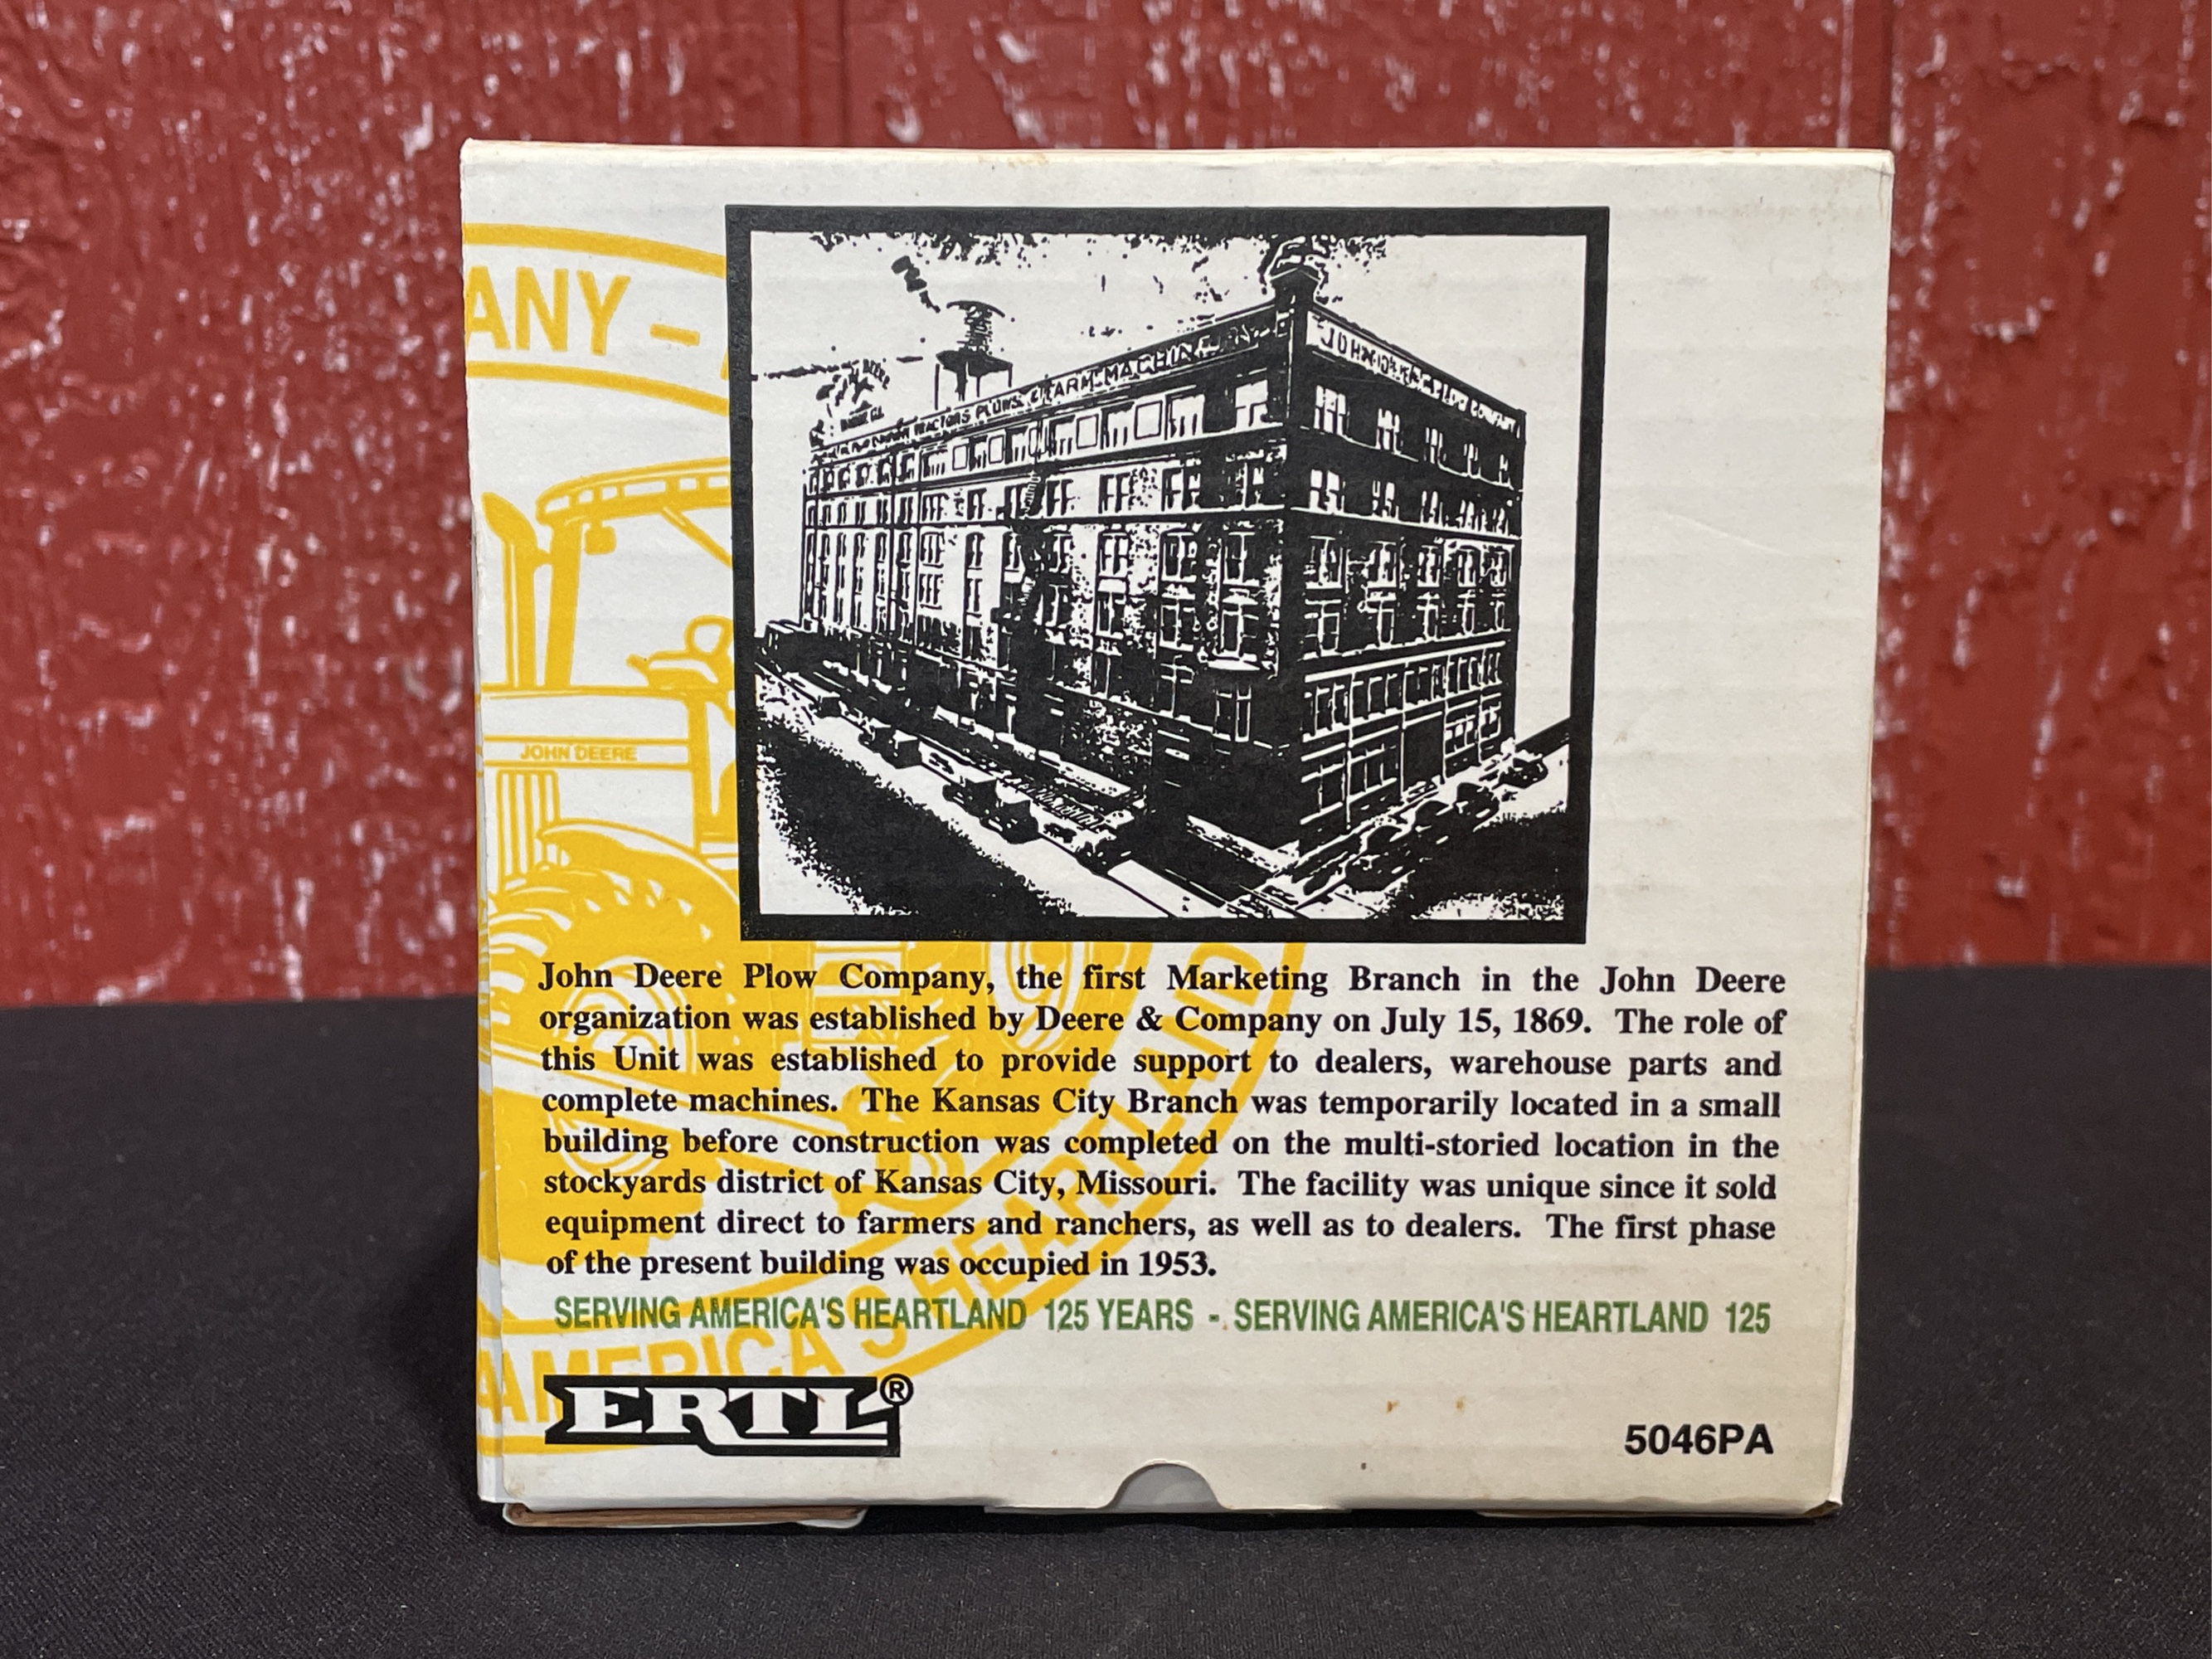 ANY -
TRACTORS PLOWS & FARM MACHINE
JOHN DEERE PLOW COMPANY
JOHN DEERE
John Deere Plow Company, the first Marketing Branch in the John Deere
organization was established by Deere & Company on July 15, 1869. The role of
this Unit was established to provide support to dealers, warehouse parts and
complete machines. The Kansas City Branch was temporarily located in a small
building before construction was completed on the multi-storied location in the
stockyards district of Kansas City, Missouri. The facility was unique since it sold
equipment direct to farmers and ranchers, as well as to dealers. The first phase
of the present building was occupied in 1953.
SERVING AMERICA'S HEARTLAND 125 YEARS - SERVING AMERICA'S HEARTLAND 125
AMERICA'S HEARTLAND
ERTL®
5046PA